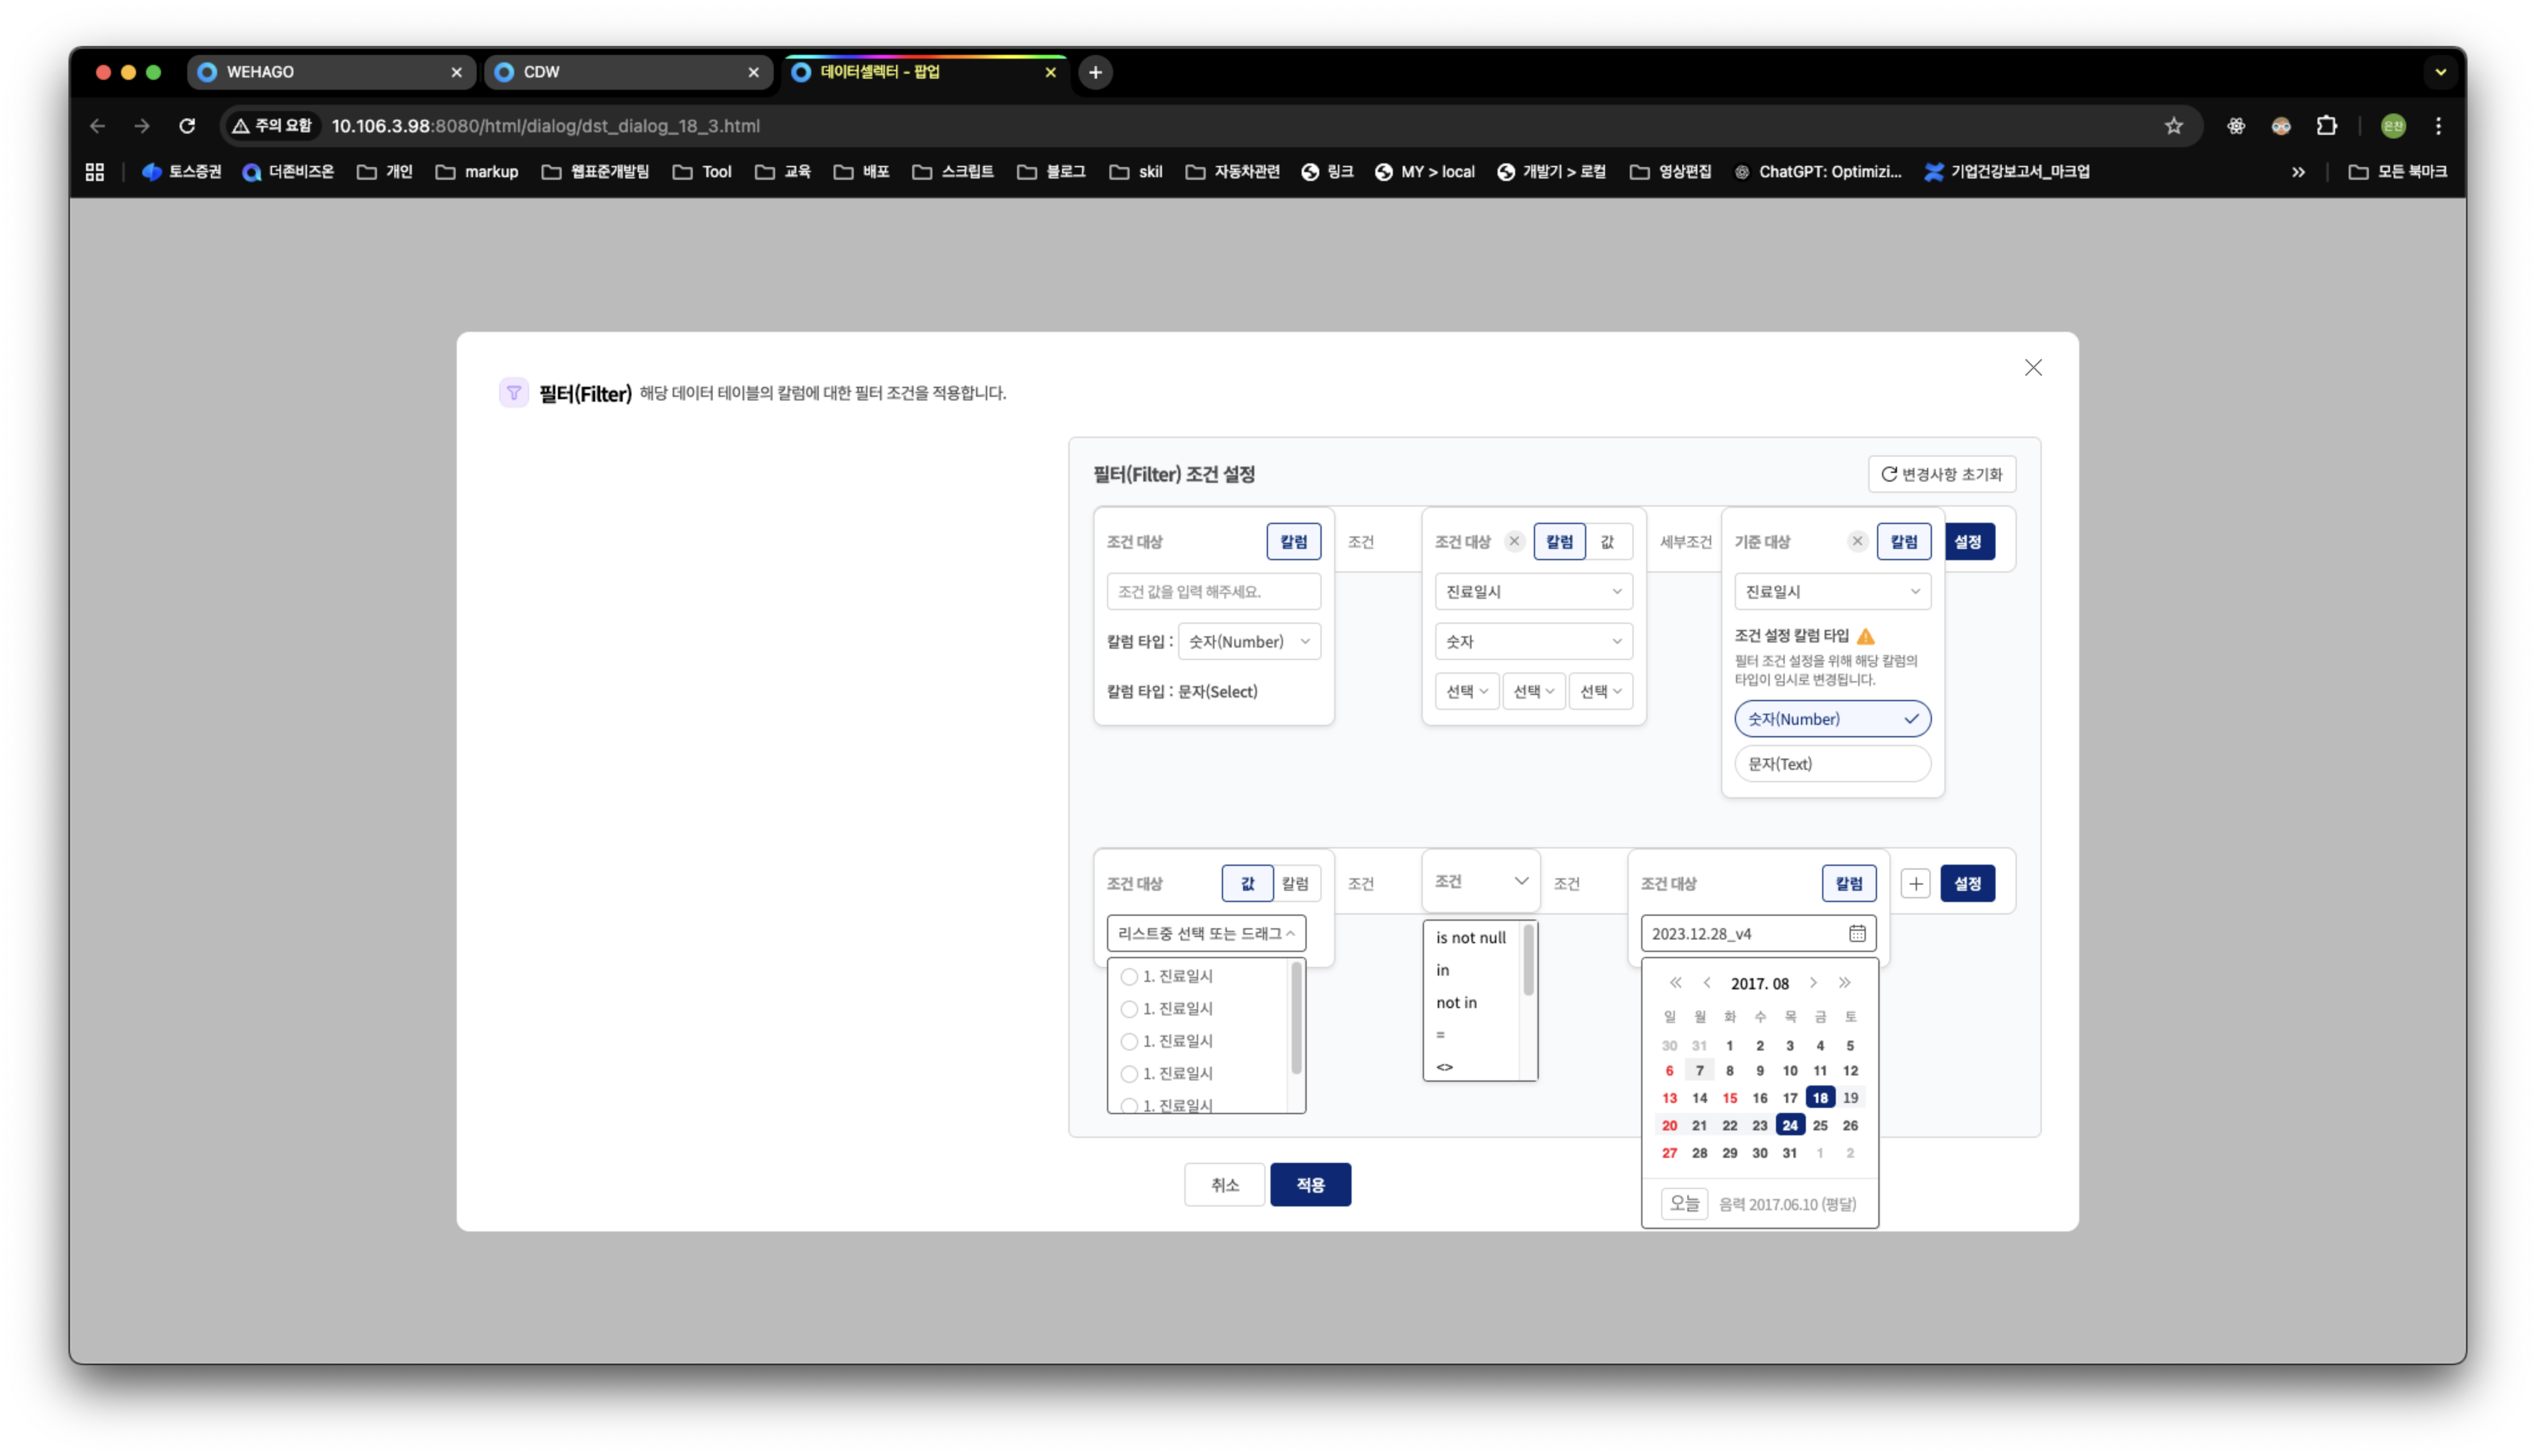 WEHAGO
CDW
데이터셀렉터 - 팝업
주의 요함 10.106.3.98:8080/html/dialog/dst_dialog_18_3.html
은찬
토스증권 더존비즈온 개인 markup 웹표준개발팀 Tool 교육 배포 스크립트 블로그 skil 자동차관련 링크 MY > local 개발기 > 로컬 영상편집 ChatGPT: Optimizi... 기업건강보고서_마크업 모든 북마크
필터(Filter) 해당 데이터 테이블의 칼럼에 대한 필터 조건을 적용합니다.
필터(Filter) 조건 설정
변경사항 초기화
조건 대상 칼럼
조건 값을 입력 해주세요.
칼럼 타입 : 숫자(Number)
칼럼 타입 : 문자(Select)
조건
조건 대상 칼럼 값
진료일시
숫자
선택 선택 선택
세부조건
기준 대상 칼럼
진료일시
조건 설정 칼럼 타입
필터 조건 설정을 위해 해당 칼럼의
타입이 임시로 변경됩니다.
숫자(Number)
문자(Text)
설정
조건 대상 값 칼럼
리스트중 선택 또는 드래그
1. 진료일시
1. 진료일시
1. 진료일시
1. 진료일시
1. 진료일시
조건
조건
is not null
in
not in
=
<>
조건
조건 대상 칼럼
2023.12.28_v4
2017. 08
일 월 화 수 목 금 토
30 31 1 2 3 4 5
6 7 8 9 10 11 12
13 14 15 16 17 18 19
20 21 22 23 24 25 26
27 28 29 30 31 1 2
오늘 음력 2017.06.10 (평달)
설정
취소 적용